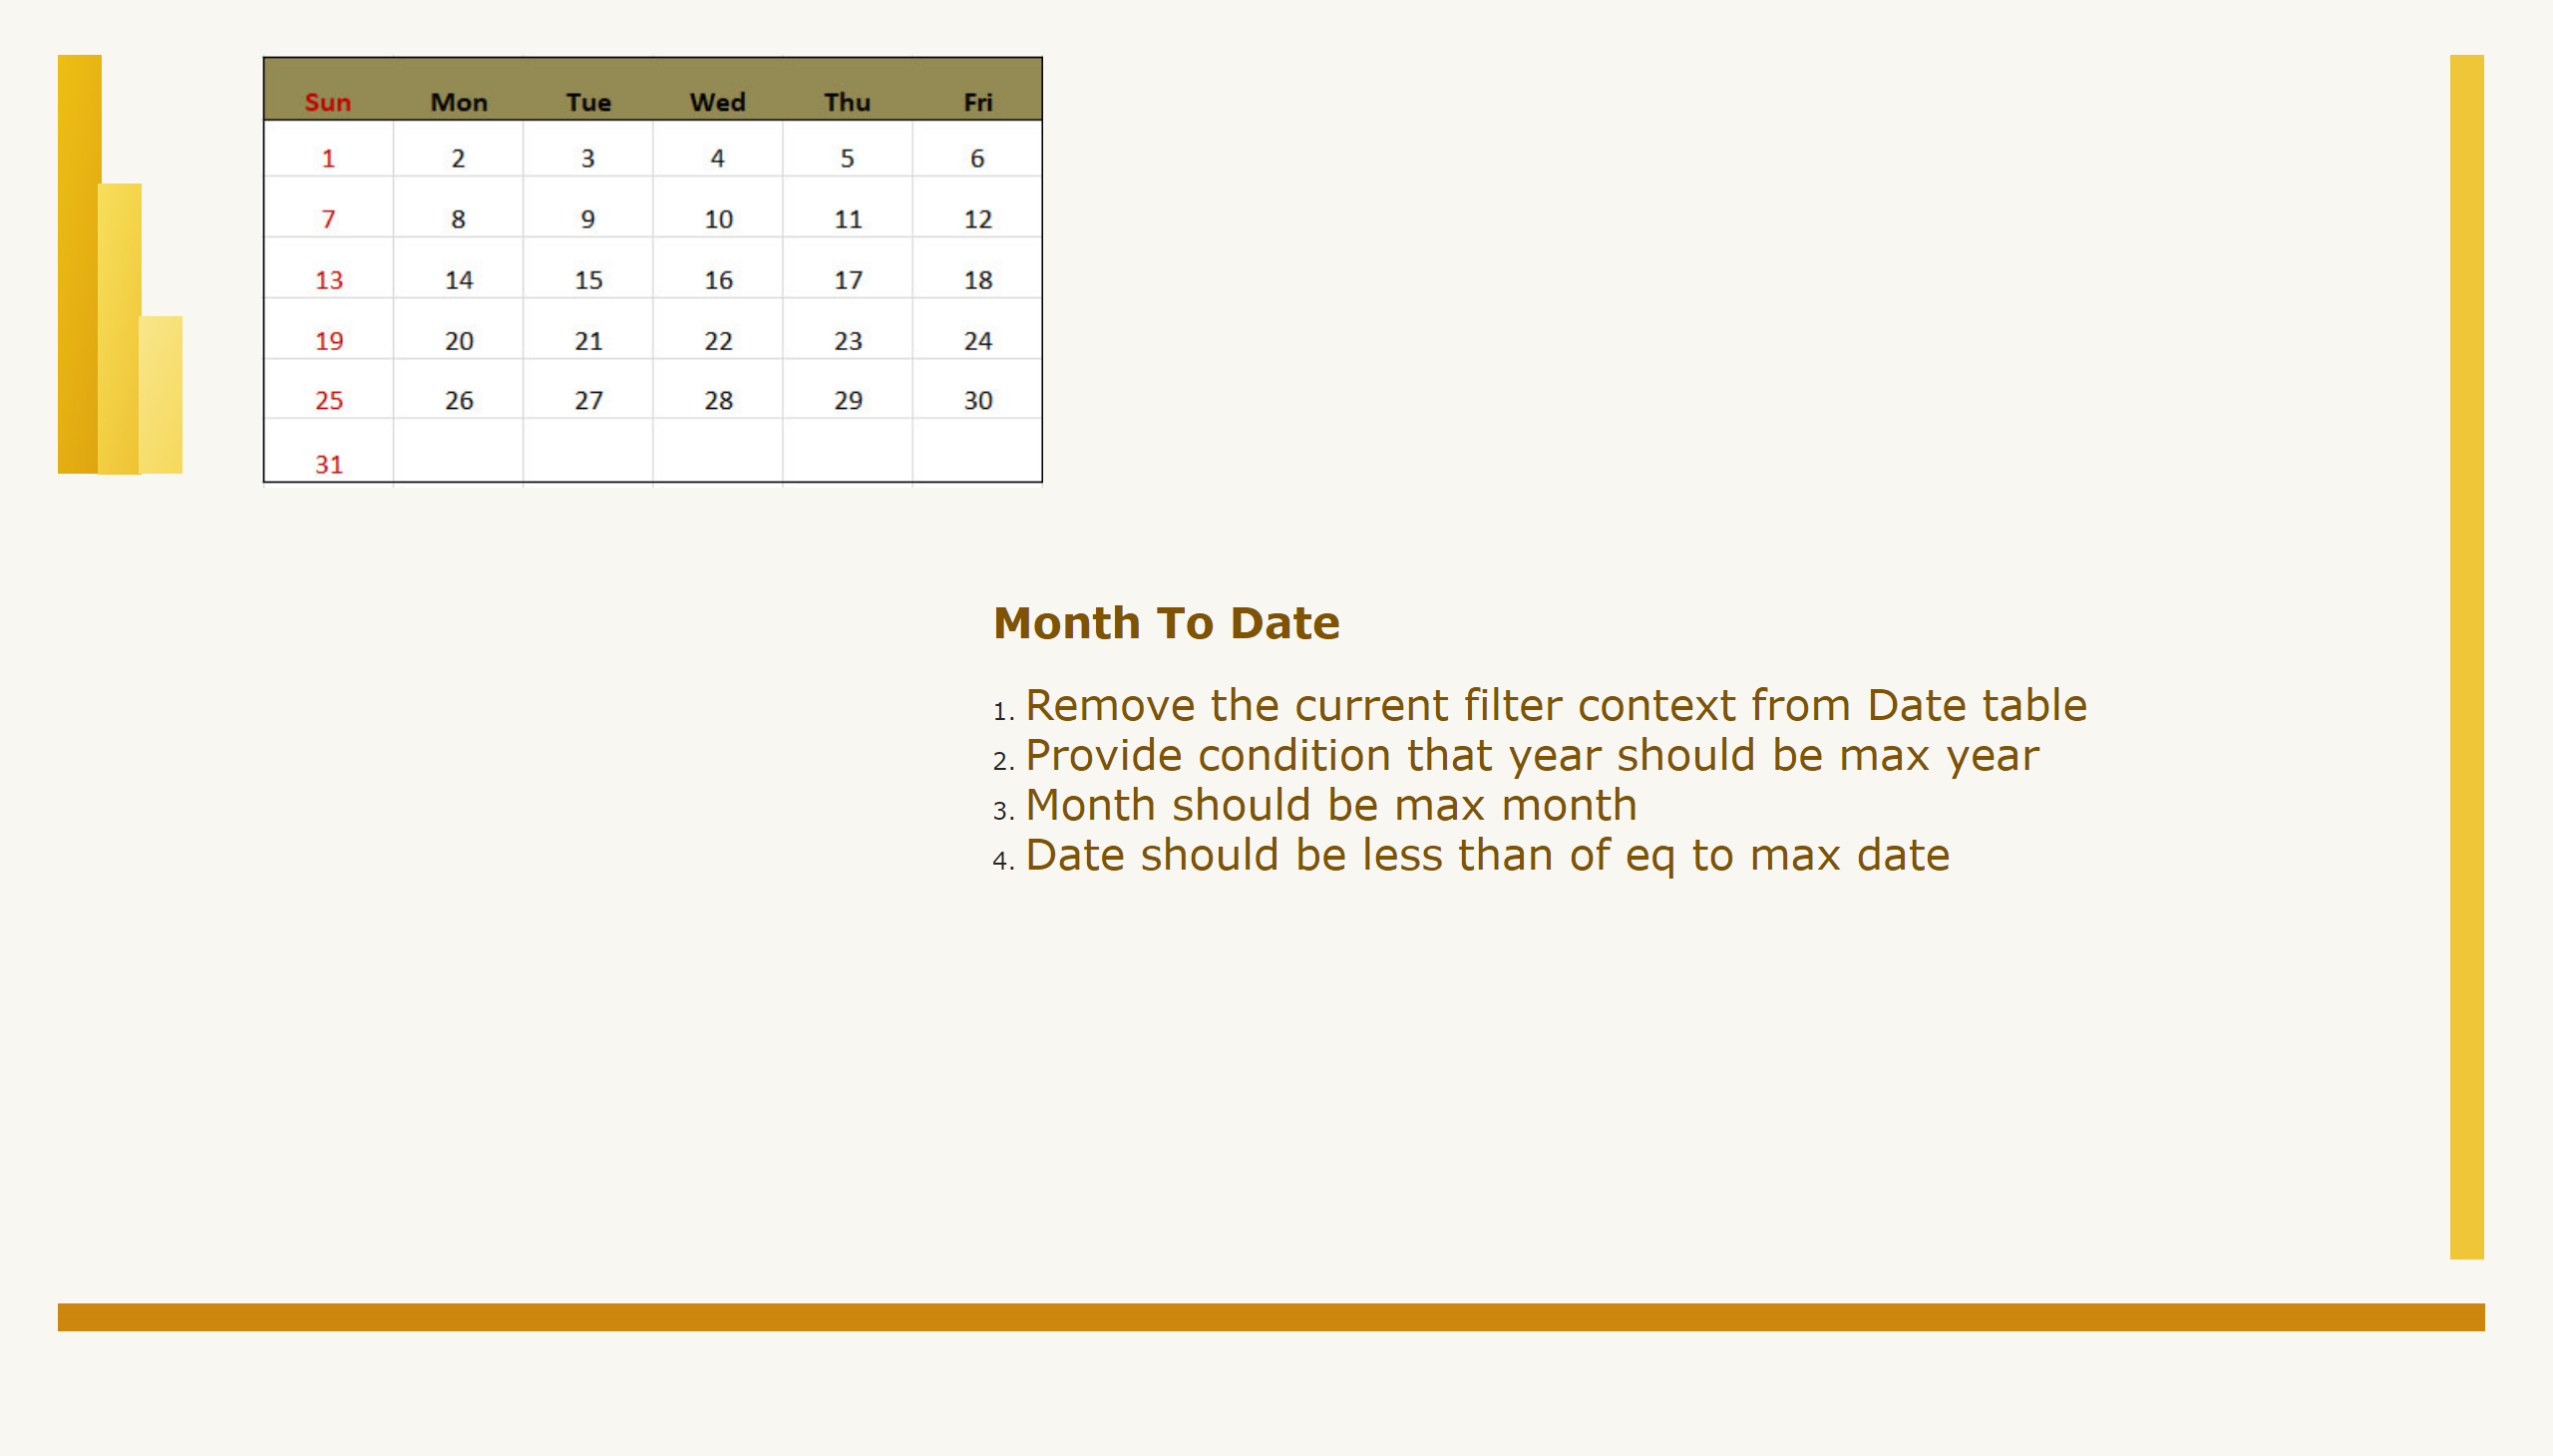 Sun Mon Tue Wed Thu Fri
1 2 3 4 5 6
7 8 9 10 11 12
13 14 15 16 17 18
19 20 21 22 23 24
25 26 27 28 29 30
31
Month To Date
1. Remove the current filter context from Date table
2. Provide condition that year should be max year
3. Month should be max month
4. Date should be less than of eq to max date